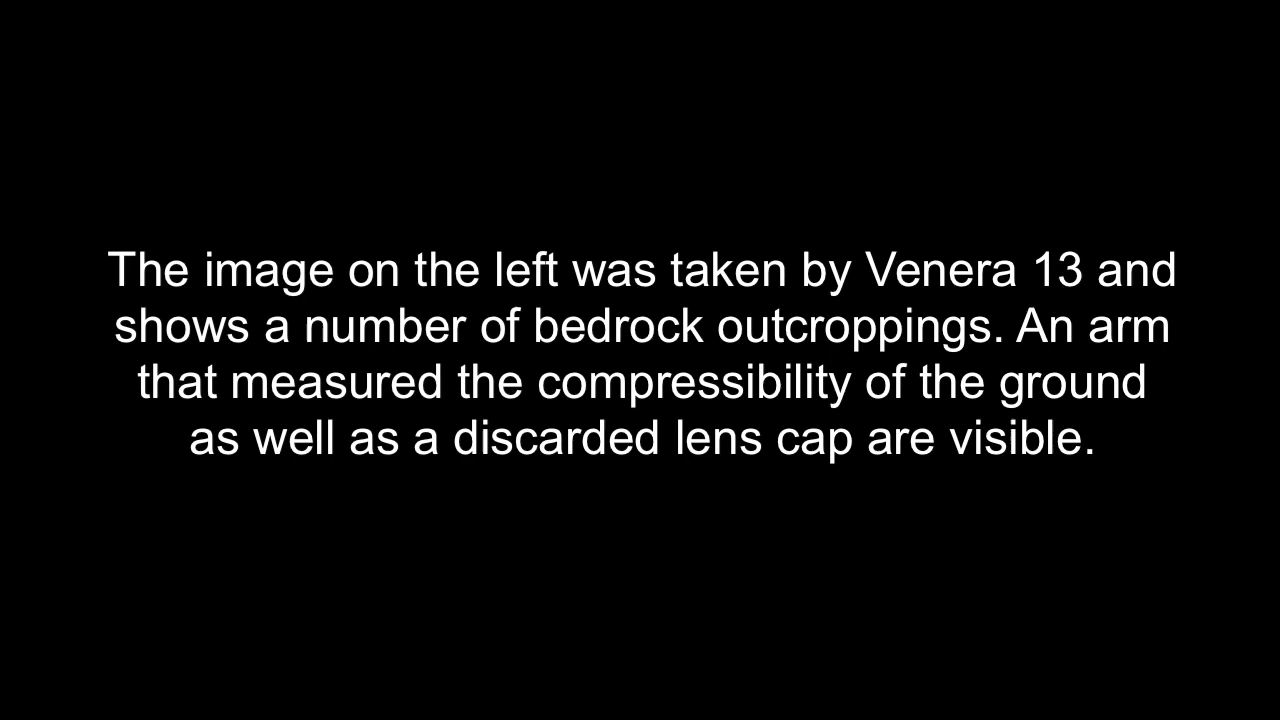 The image on the left was taken by Venera 13 and
shows a number of bedrock outcroppings. An arm
that measured the compressibility of the ground
as well as a discarded lens cap are visible.